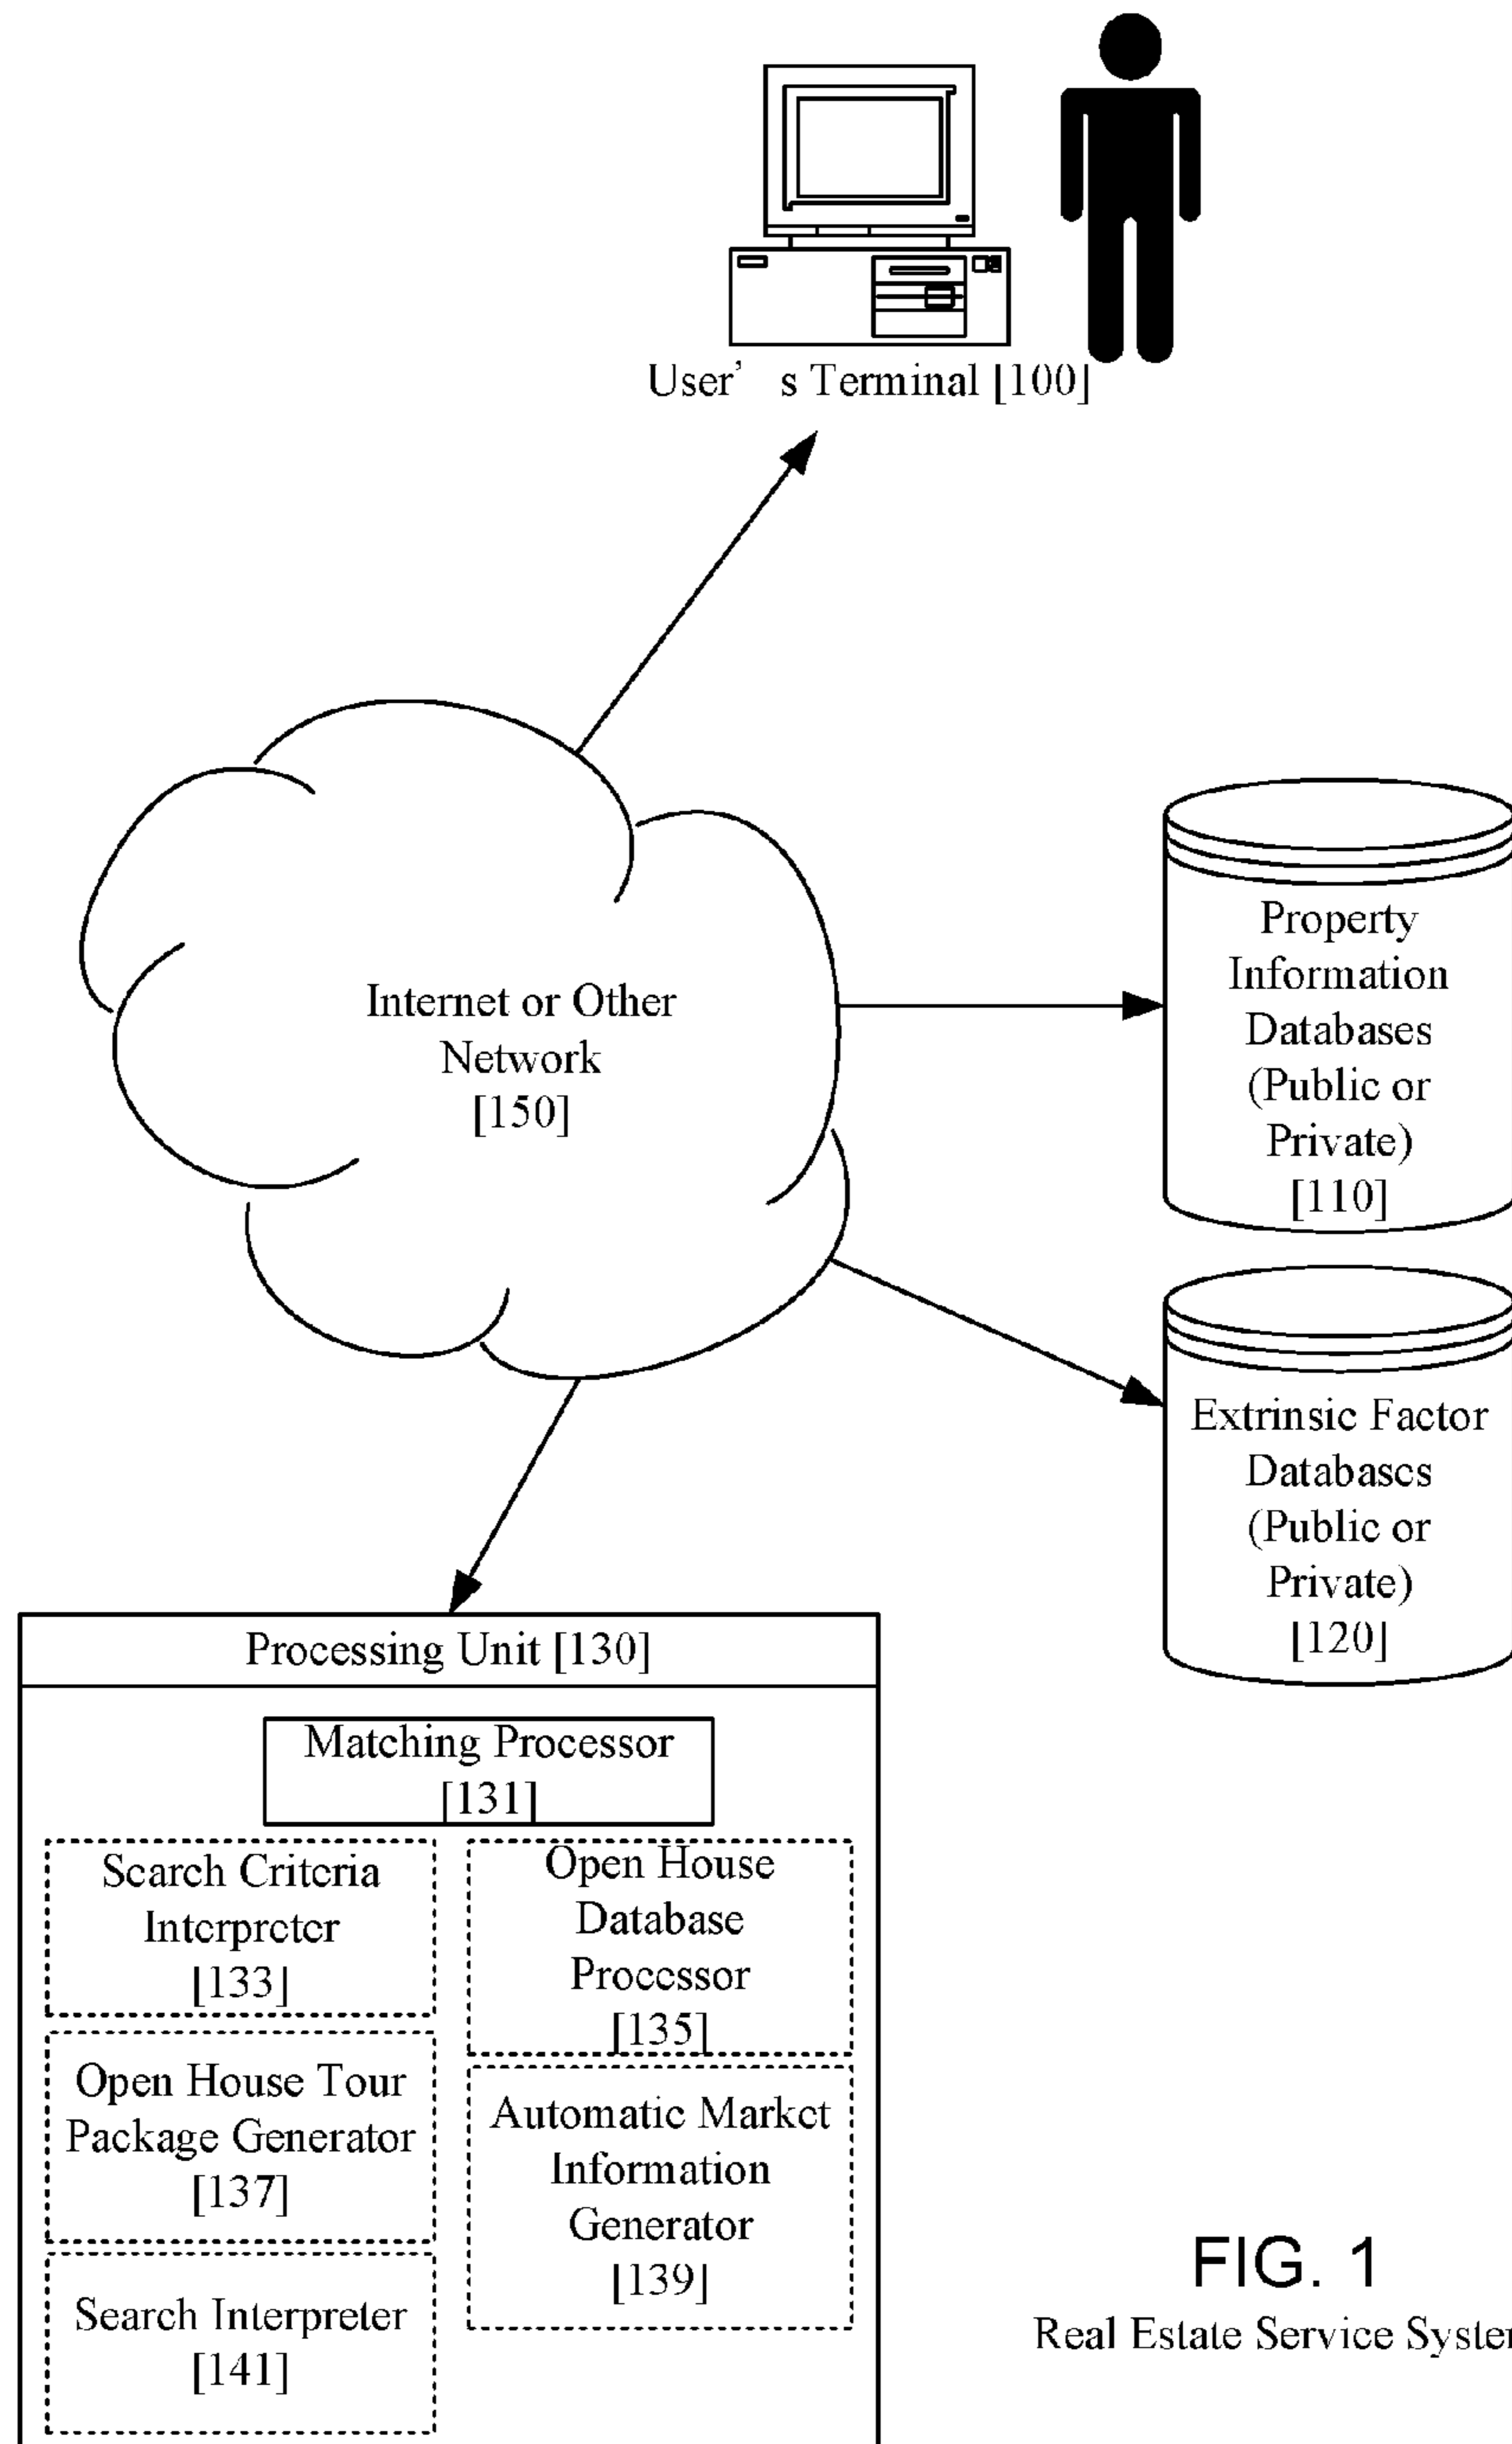 User's Terminal [100]
Internet or Other
Network
[150]
Property
Information
Databases
(Public or
Private)
[110]
Extrinsic Factor
Databases
(Public or
Private)
[120]
Processing Unit [130]
Matching Processor
[131]
Search Criteria
Interpreter
[133]
Open House
Database
Processor
[135]
Open House Tour
Package Generator
[137]
Automatic Market
Information
Generator
[139]
Search Interpreter
[141]
FIG. 1
Real Estate Service